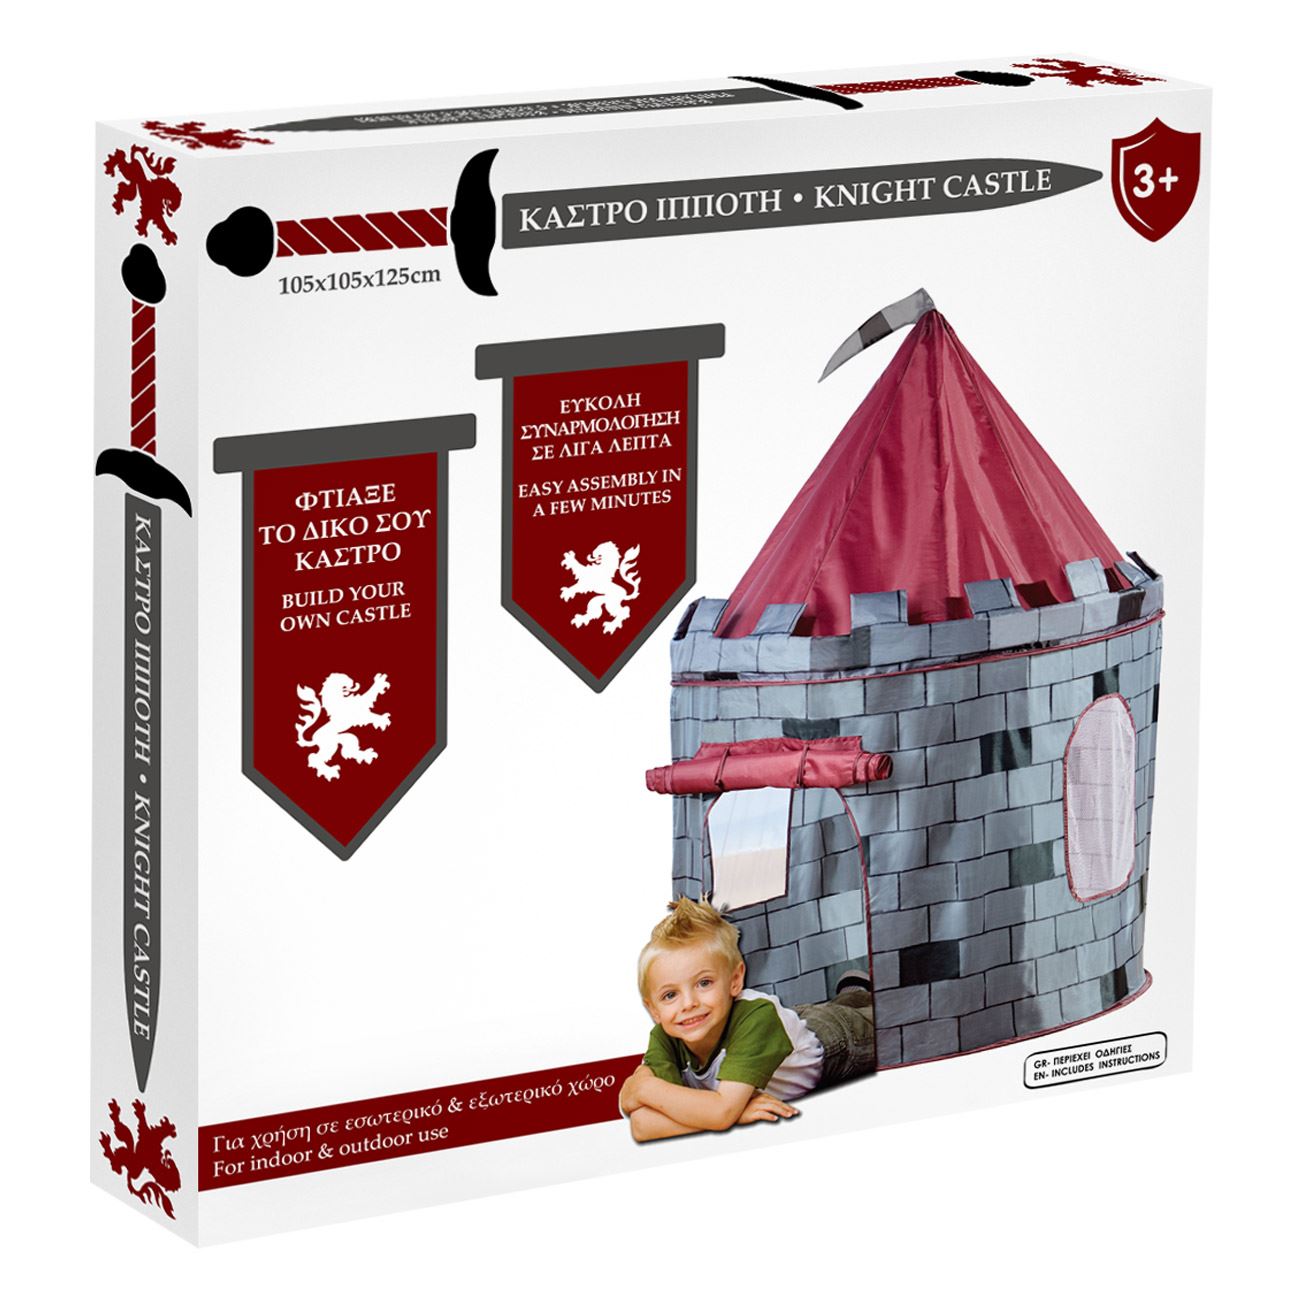 ΚΑΣΤΡΟ ΙΠΠΟΤΗ • KNIGHT CASTLE
3+
105x105x125cm
ΕΥΚΟΛΗ
ΣΥΝΑΡΜΟΛΟΓΗΣΗ
ΣΕ ΛΙΓΑ ΛΕΠΤΑ
EASY ASSEMBLY IN
A FEW MINUTES
ΦΤΙΑΞΕ
ΤΟ ΔΙΚΟ ΣΟΥ
ΚΑΣΤΡΟ
BUILD YOUR
OWN CASTLE
ΚΑΣΤΡΟ ΙΠΠΟΤΗ • KNIGHT CASTLE
GR- ΠΕΡΙΕΧΕΙ ΟΔΗΓΙΕΣ
EN- INCLUDES INSTRUCTIONS
Για χρήση σε εσωτερικό & εξωτερικό χώρο
For indoor & outdoor use